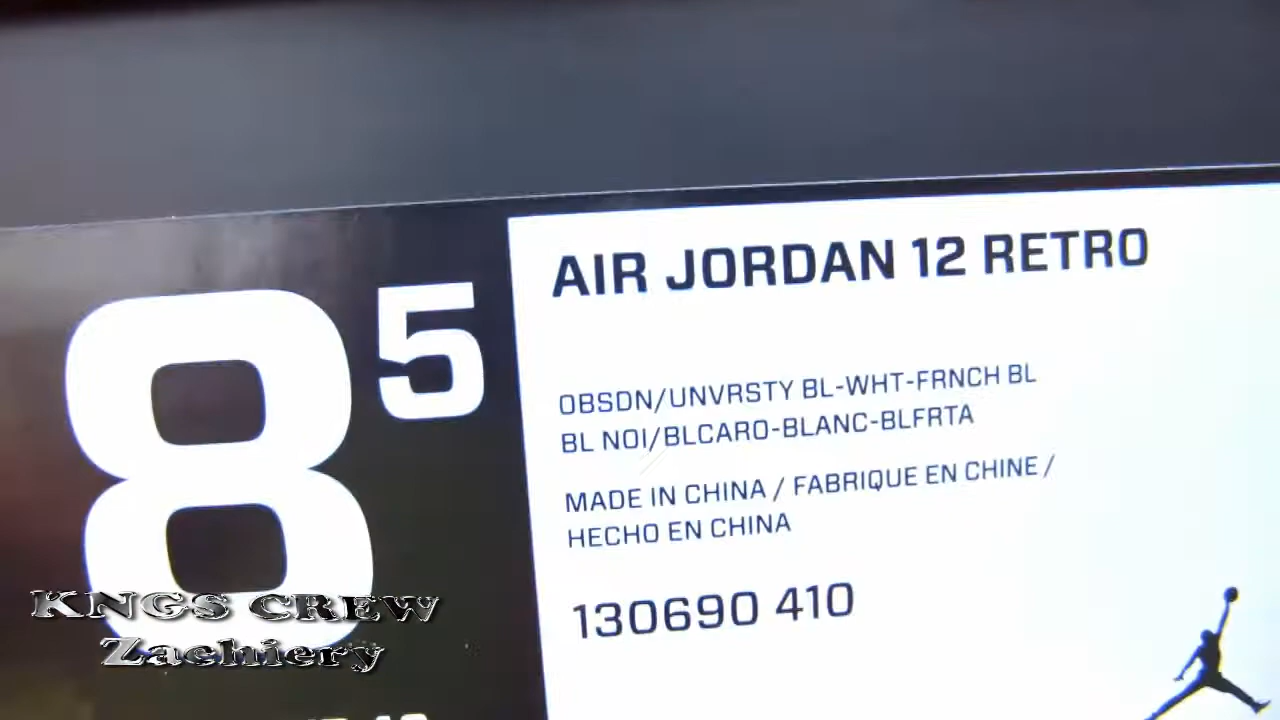 8 5
AIR JORDAN 12 RETRO
OBSDN/UNVRSTY BL-WHT-FRNCH BL
BL NOI/BLCARO-BLANC-BLFRTA
MADE IN CHINA / FABRIQUE EN CHINE /
HECHO EN CHINA
130690 410
KNGS CREW
Zachiery